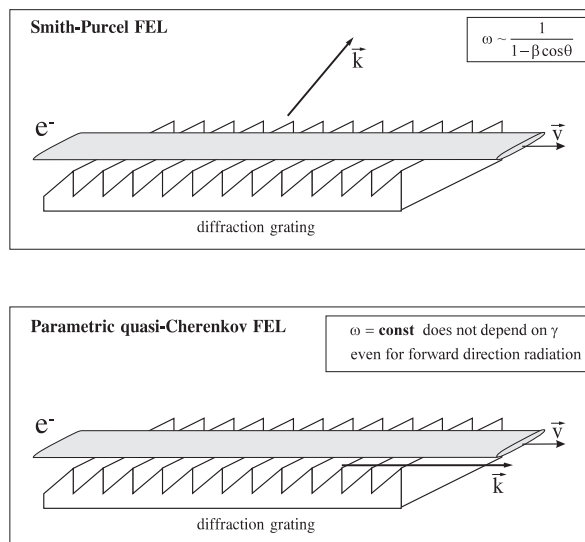 Smith-Purcel FEL
ω ~ 1 / (1−βcosθ)
k⃗
e-
v⃗
diffraction grating
Parametric quasi-Cherenkov FEL
ω = const does not depend on γ
even for forward direction radiation
e-
v⃗
k⃗
diffraction grating